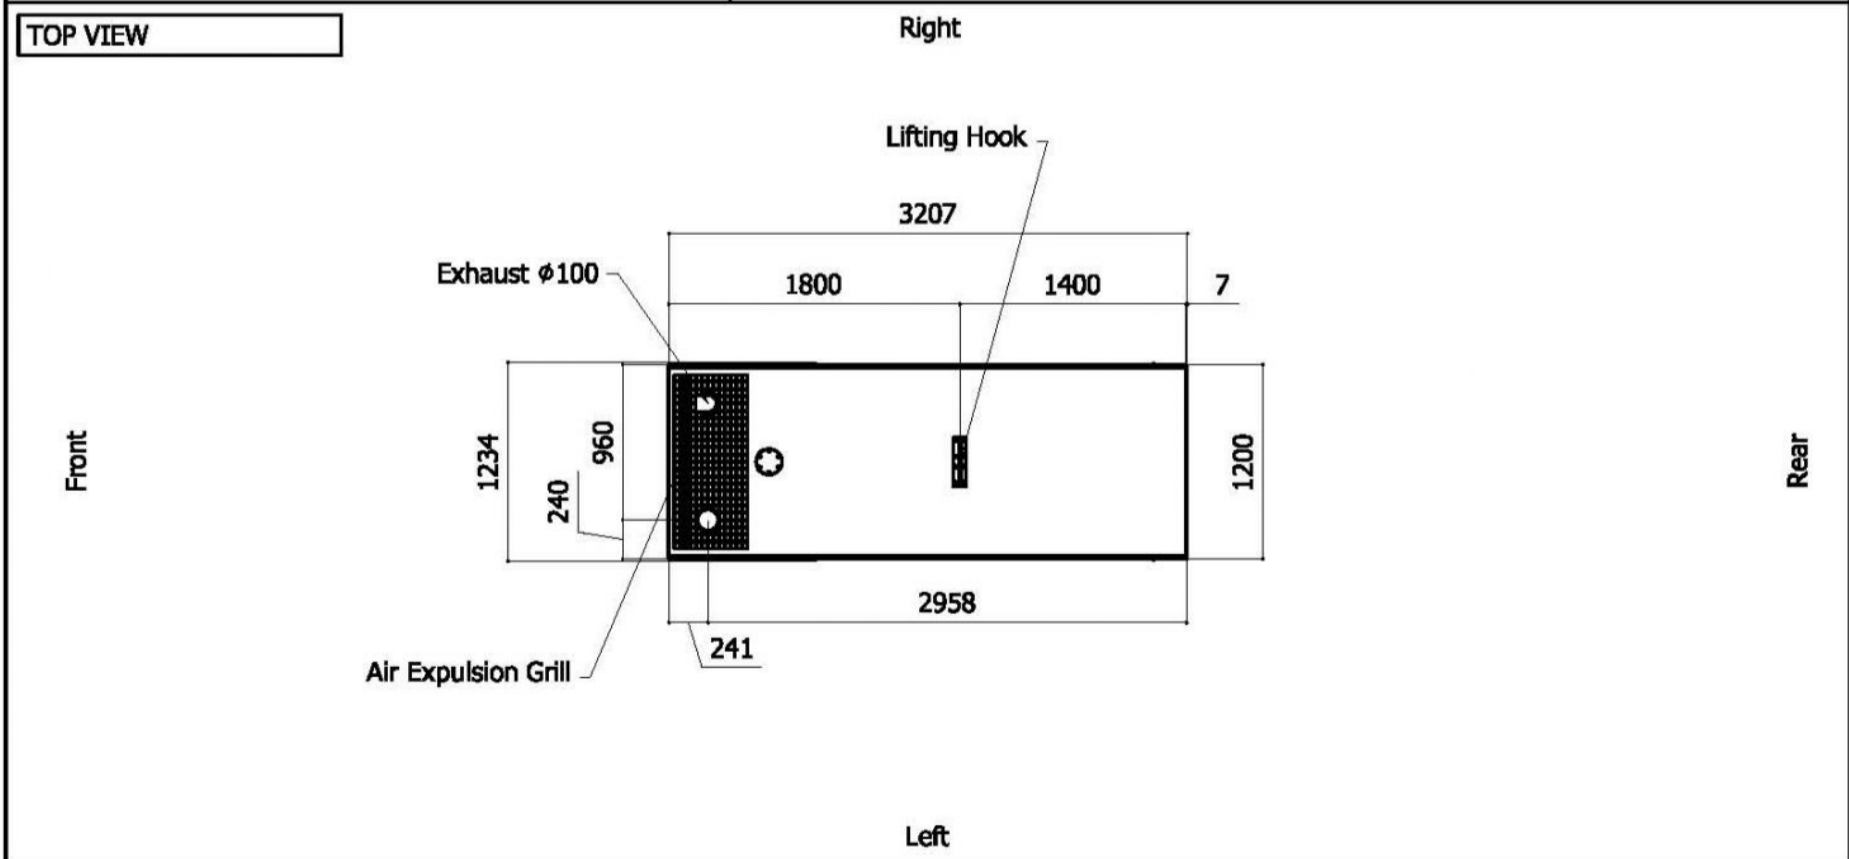 TOP VIEW
Right
Lifting Hook
3207
Exhaust ϕ100
1800
1400
7
Front
1234
960
240
1200
Rear
2958
241
Air Expulsion Grill
Left